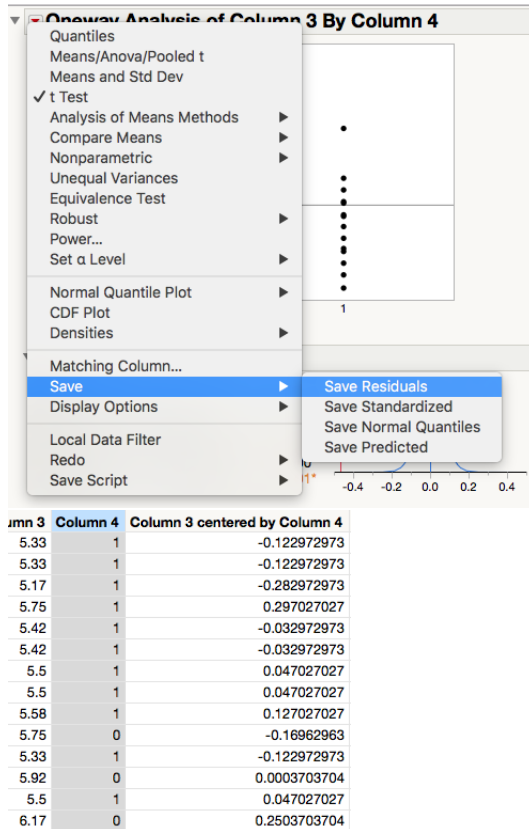 Oneway Analysis of Column 3 By Column 4
Quantiles
Means/Anova/Pooled t
Means and Std Dev
✓ t Test
Analysis of Means Methods
Compare Means
Nonparametric
Unequal Variances
Equivalence Test
Robust
Power...
Set α Level
Normal Quantile Plot
CDF Plot
Densities
Matching Column...
Save
Display Options
Local Data Filter
Redo
Save Script
Save Residuals
Save Standardized
Save Normal Quantiles
Save Predicted
1
-0.4 -0.2 0.0 0.2 0.4
umn 3 Column 4 Column 3 centered by Column 4
5.33 1 -0.122972973
5.33 1 -0.122972973
5.17 1 -0.282972973
5.75 1 0.297027027
5.42 1 -0.032972973
5.42 1 -0.032972973
5.5 1 0.047027027
5.5 1 0.047027027
5.58 1 0.127027027
5.75 0 -0.16962963
5.33 1 -0.122972973
5.92 0 0.0003703704
5.5 1 0.047027027
6.17 0 0.2503703704